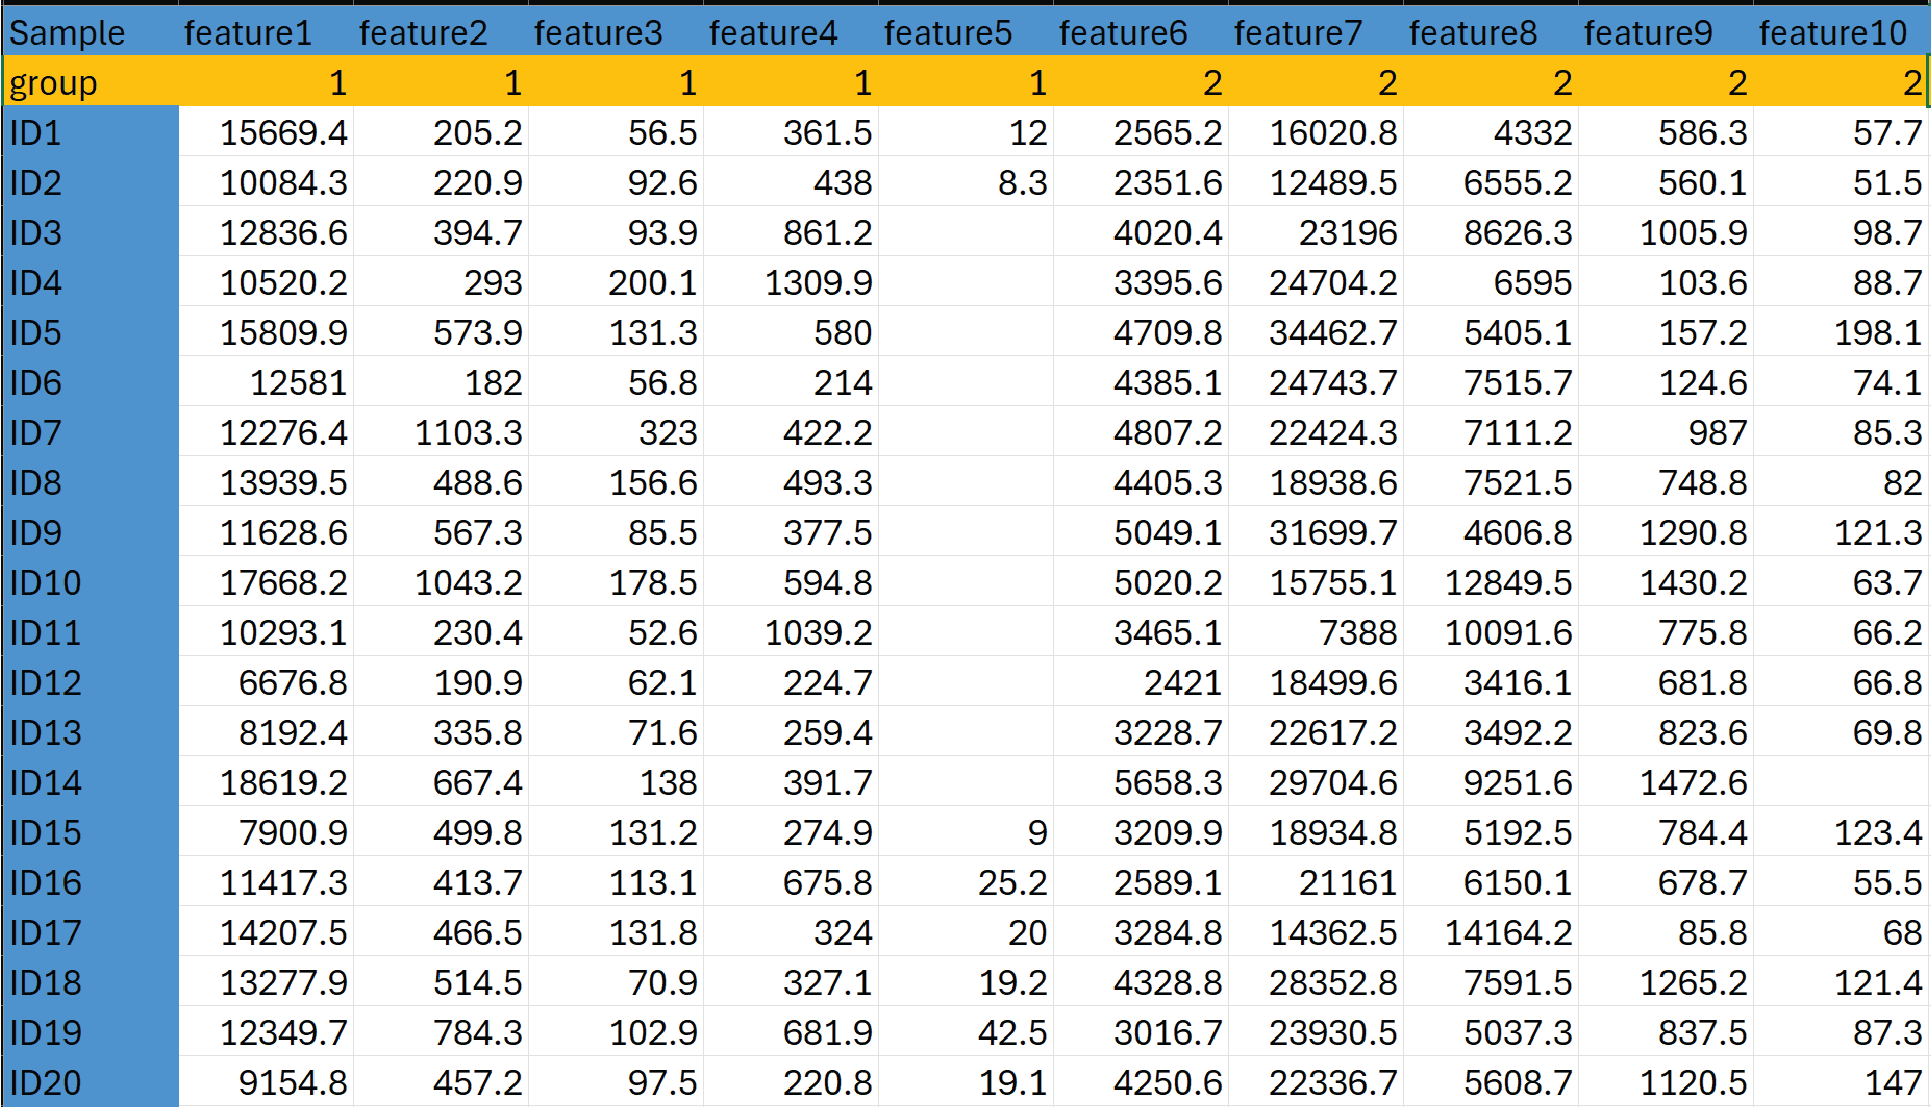 Sample feature1 feature2 feature3 feature4 feature5 feature6 feature7 feature8 feature9 feature10
group 1 1 1 1 1 2 2 2 2 2
ID1 15669.4 205.2 56.5 361.5 12 2565.2 16020.8 4332 586.3 57.7
ID2 10084.3 220.9 92.6 438 8.3 2351.6 12489.5 6555.2 560.1 51.5
ID3 12836.6 394.7 93.9 861.2 4020.4 23196 8626.3 1005.9 98.7
ID4 10520.2 293 200.1 1309.9 3395.6 24704.2 6595 103.6 88.7
ID5 15809.9 573.9 131.3 580 4709.8 34462.7 5405.1 157.2 198.1
ID6 12581 182 56.8 214 4385.1 24743.7 7515.7 124.6 74.1
ID7 12276.4 1103.3 323 422.2 4807.2 22424.3 7111.2 987 85.3
ID8 13939.5 488.6 156.6 493.3 4405.3 18938.6 7521.5 748.8 82
ID9 11628.6 567.3 85.5 377.5 5049.1 31699.7 4606.8 1290.8 121.3
ID10 17668.2 1043.2 178.5 594.8 5020.2 15755.1 12849.5 1430.2 63.7
ID11 10293.1 230.4 52.6 1039.2 3465.1 7388 10091.6 775.8 66.2
ID12 6676.8 190.9 62.1 224.7 2421 18499.6 3416.1 681.8 66.8
ID13 8192.4 335.8 71.6 259.4 3228.7 22617.2 3492.2 823.6 69.8
ID14 18619.2 667.4 138 391.7 5658.3 29704.6 9251.6 1472.6
ID15 7900.9 499.8 131.2 274.9 9 3209.9 18934.8 5192.5 784.4 123.4
ID16 11417.3 413.7 113.1 675.8 25.2 2589.1 21161 6150.1 678.7 55.5
ID17 14207.5 466.5 131.8 324 20 3284.8 14362.5 14164.2 85.8 68
ID18 13277.9 514.5 70.9 327.1 19.2 4328.8 28352.8 7591.5 1265.2 121.4
ID19 12349.7 784.3 102.9 681.9 42.5 3016.7 23930.5 5037.3 837.5 87.3
ID20 9154.8 457.2 97.5 220.8 19.1 4250.6 22336.7 5608.7 1120.5 147